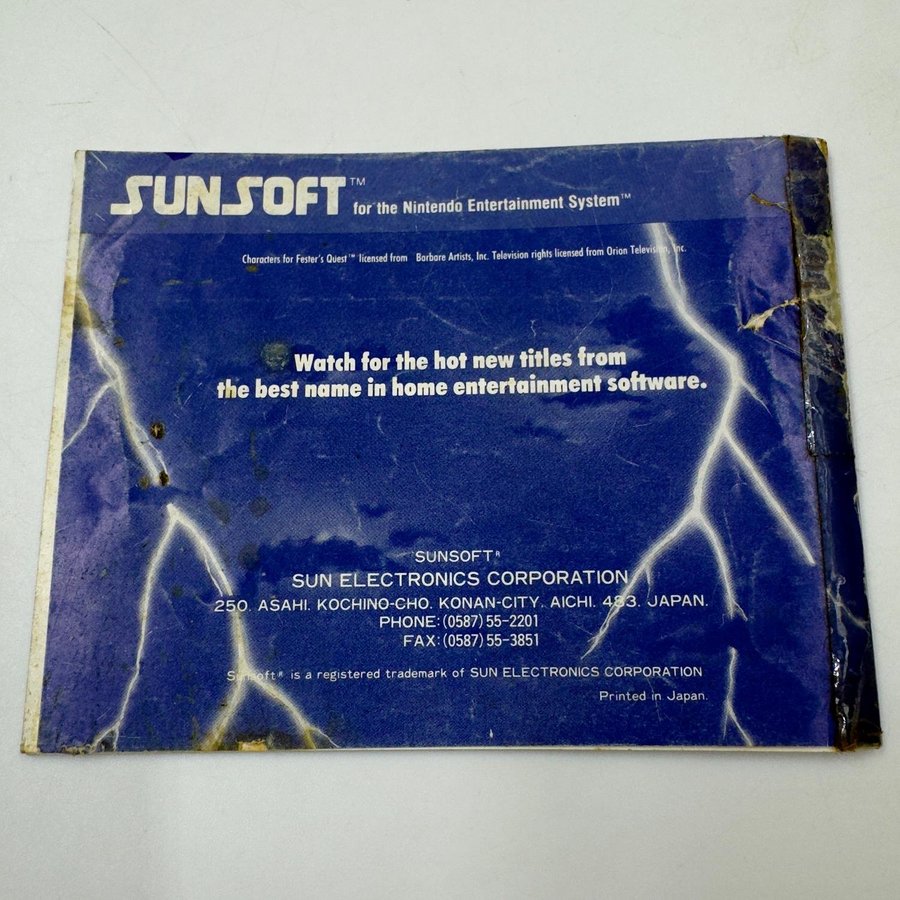 SUNSOFT™ for the Nintendo Entertainment System™
Characters for Fester's Quest™ licensed from Barbare Artists, Inc. Television rights licensed from Orion Television, Inc.
Watch for the hot new titles from
the best name in home entertainment software.
SUNSOFT®
SUN ELECTRONICS CORPORATION
250, ASAHI, KOCHINO-CHO, KONAN-CITY, AICHI, 483, JAPAN.
PHONE: (0587) 55-2201
FAX: (0587) 55-3851
Sunsoft® is a registered trademark of SUN ELECTRONICS CORPORATION
Printed in Japan.